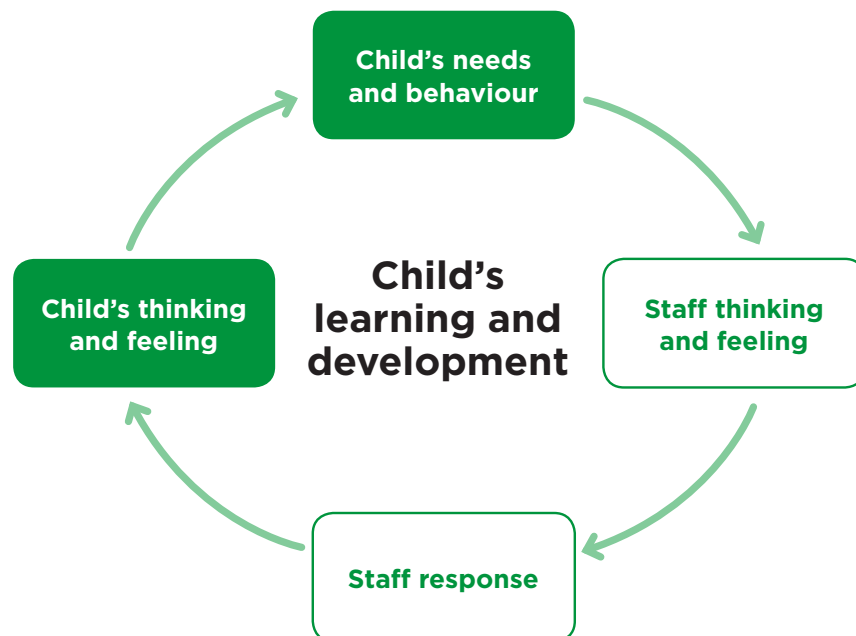 Child’s needs
and behaviour
Child’s
learning and
development
Child’s thinking
and feeling
Staff thinking
and feeling
Staff response